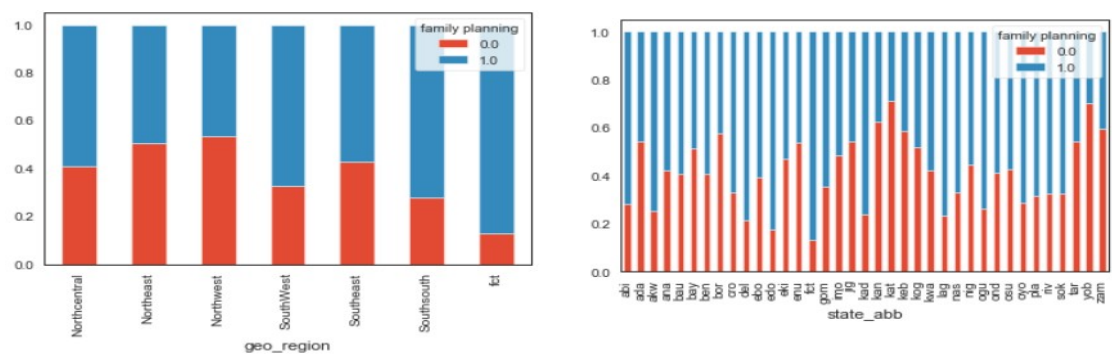 family planning
0.0
1.0
1.0
0.8
0.6
0.4
0.2
0.0
Northcentral
Northeast
Northwest
SouthWest
Southeast
Southsouth
fct
geo_region
family planning
0.0
1.0
1.0
0.8
0.6
0.4
0.2
0.0
abi
ada
akw
ana
bau
bay
ben
bor
cro
del
ebo
edo
eki
enu
fct
gom
imo
jig
kad
kan
kat
keb
kog
kwa
lag
nas
nig
ogu
ond
osu
oyo
pla
riv
sok
tar
yob
zam
state_abb